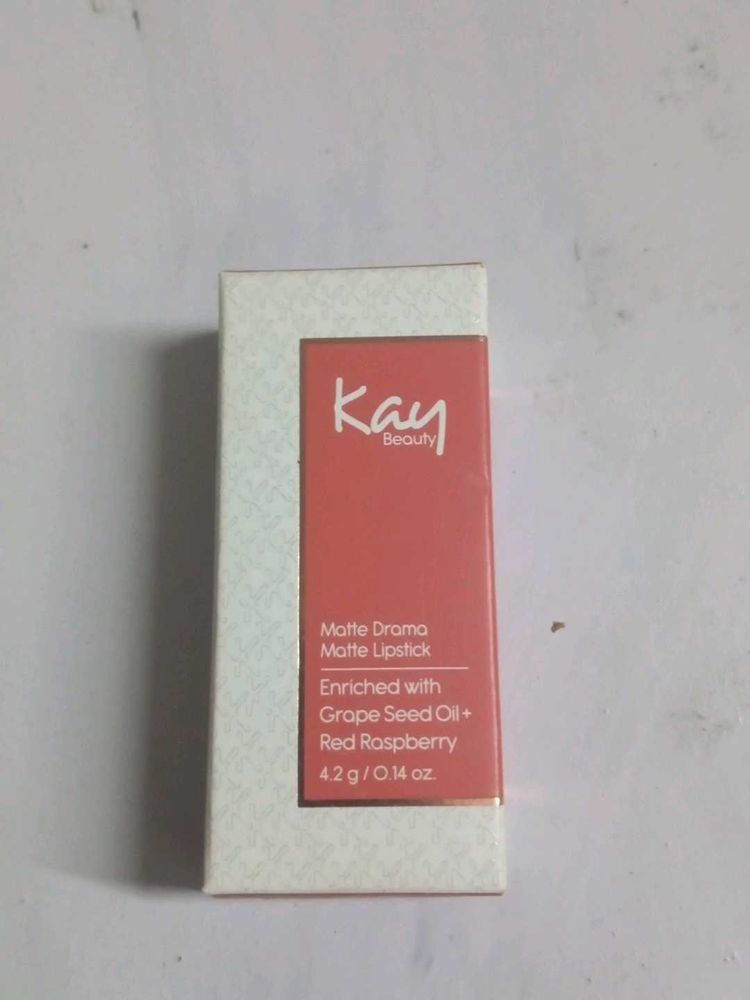 Kay
Beauty
Matte Drama
Matte Lipstick
Enriched with
Grape Seed Oil+
Red Raspberry
4.2 g / 0.14 oz.